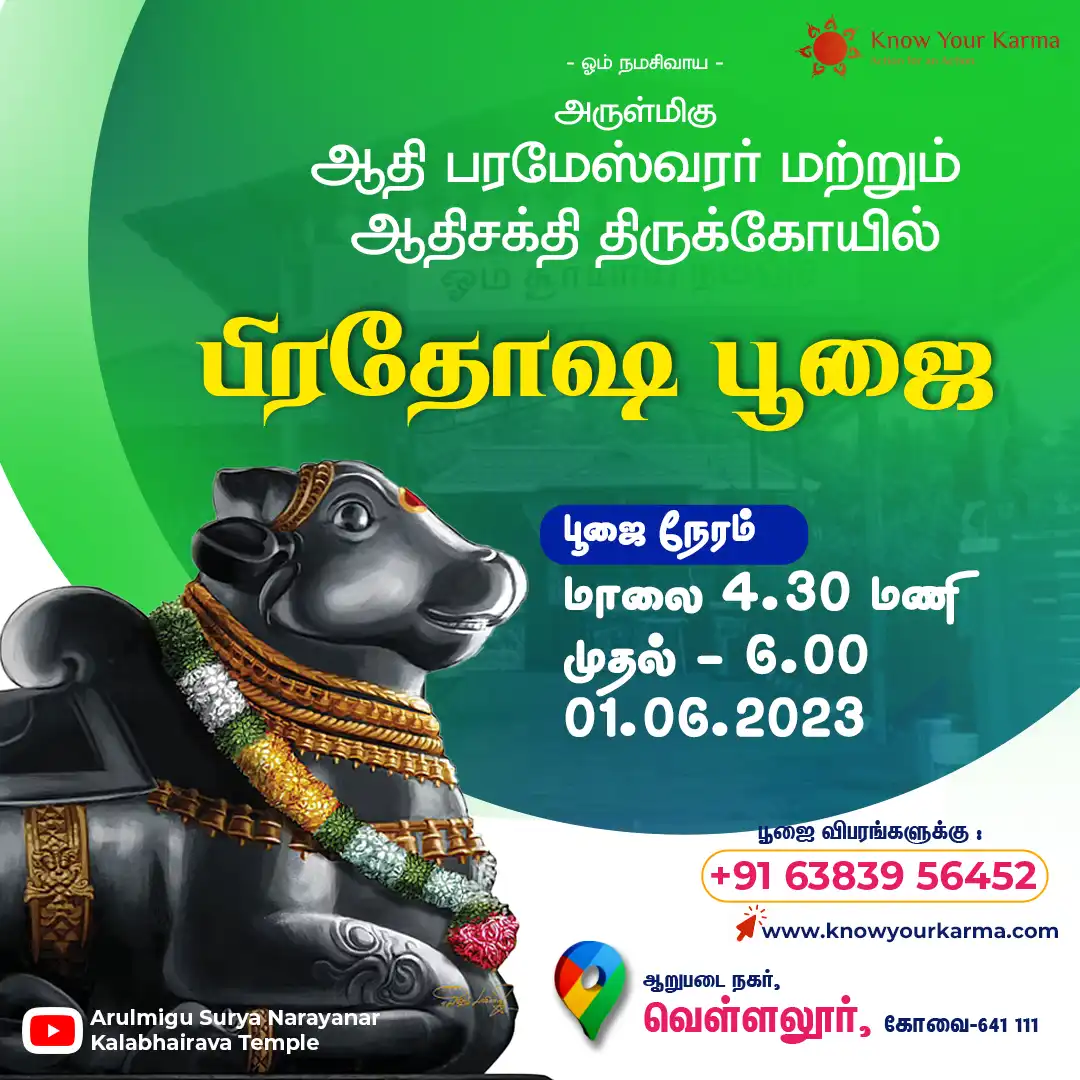 Know Your Karma
- ஓம் நமசிவாய -
அருள்மிகு
ஆதி பரமேஸ்வரர் மற்றும்
ஆதிசக்தி திருக்கோயில்
பிரதோஷ பூஜை
பூஜை நேரம்
மாலை 4.30 மணி
முதல் - 6.00
01.06.2023
பூஜை விபரங்களுக்கு :
+91 63839 56452
www.knowyourkarma.com
ஆறுபடை நகர்,
வெள்ளலூர், கோவை-641 111
Arulmigu Surya Narayanar
Kalabhairava Temple